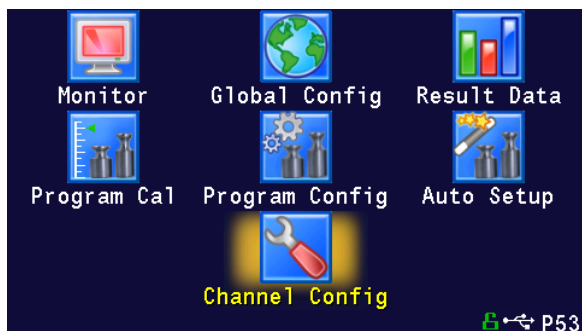 Monitor Global Config Result Data
Program Cal Program Config Auto Setup
Channel Config
P53